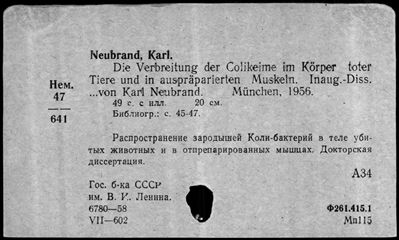 Neubrand, Karl.
Die Verbreitung der Colikeime im Körper toter
Tiere und in auspräparierten Muskeln. Inaug.-Diss.
...von Karl Neubrand. München, 1956.
49 с. с илл. 20 см.
Библиогр.: с. 45-47.
Нем.
47
641
Распространение зародышей Коли-бактерий в теле уби-
тых животных и в отпрепарированных мышцах. Докторская
диссертация.
А34
Гос. б-ка СССР
им. В. И. Ленина.
6780—58
VII—602
Ф261.415.1
Мп115